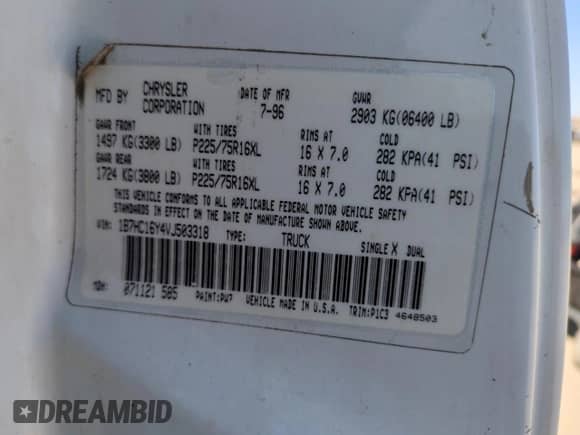 MFD BY CHRYSLER CORPORATION DATE OF MFR 7-96 GVWR 2903 KG(06400 LB)
GAWR FRONT WITH TIRES RIMS AT COLD
1497 KG(3300 LB) P225/75R16XL 16 X 7.0 282 KPA(41 PSI)
GAWR REAR WITH TIRES RIMS AT COLD
1724 KG(3800 LB) P225/75R16XL 16 X 7.0 282 KPA(41 PSI)
THIS VEHICLE CONFORMS TO ALL APPLICABLE FEDERAL MOTOR VEHICLE SAFETY
STANDARDS IN EFFECT ON THE DATE OF MANUFACTURE SHOWN ABOVE.
VIN: 1B7HC16Y4VJ503318 TYPE: TRUCK SINGLE X DUAL
MDH: 071121 585 PAINT:PW7 VEHICLE MADE IN U.S.A. TRIM:P1C3 4648503
DREAMBID